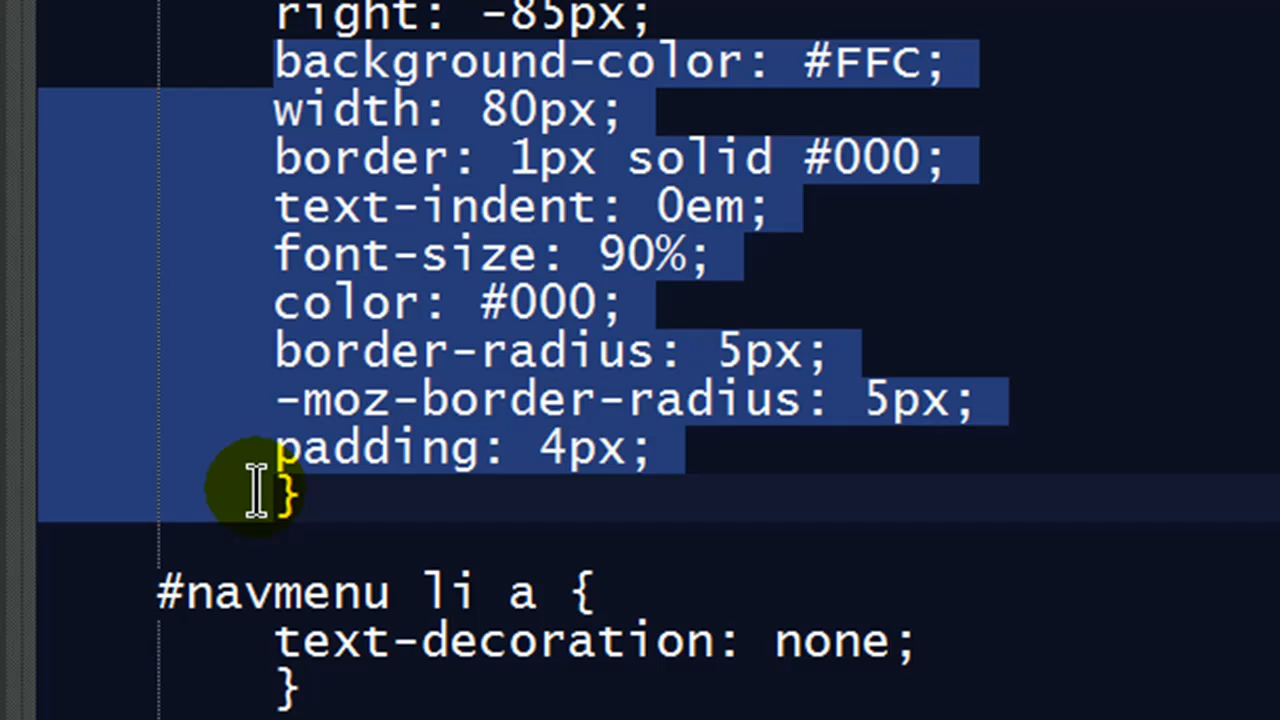 right: -85px;
background-color: #FFC;
width: 80px;
border: 1px solid #000;
text-indent: 0em;
font-size: 90%;
color: #000;
border-radius: 5px;
-moz-border-radius: 5px;
padding: 4px;
}
#navmenu li a {
text-decoration: none;
}